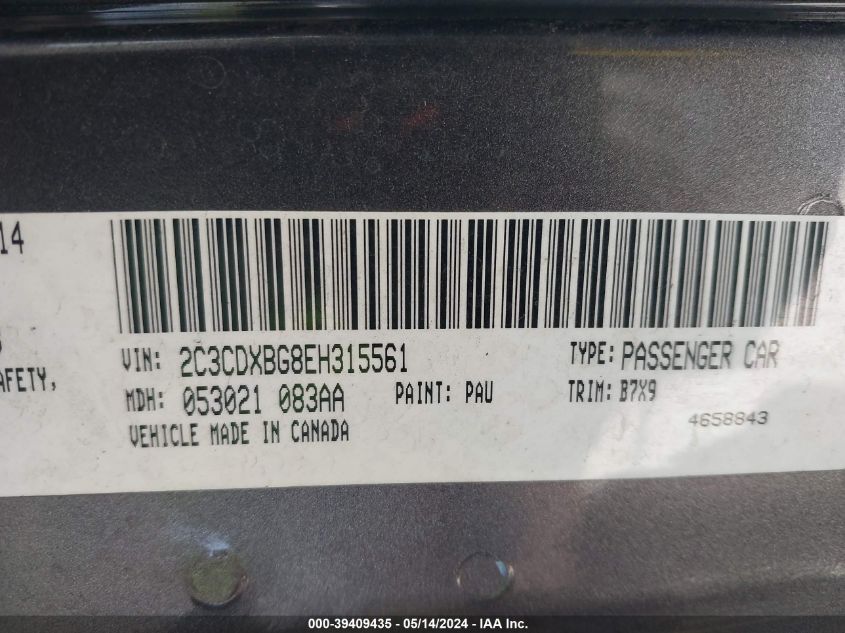 14
AFETY,
VIN: 2C3CDXBG8EH315561 TYPE: PASSENGER CAR
MDH: 053021 083AA PAINT: PAU TRIM: B7X9
VEHICLE MADE IN CANADA 4658843
000-39409435 - 05/14/2024 - IAA Inc.